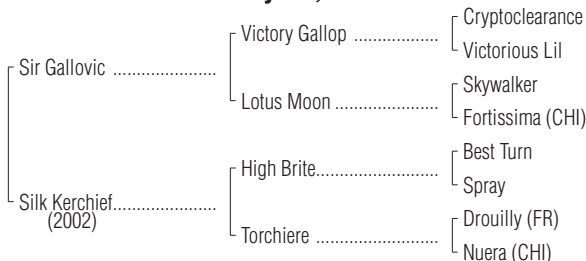 Cryptoclearance
Victory Gallop ..................
Victorious Lil
Sir Gallovic ......................
Skywalker
Lotus Moon ......................
Fortissima (CHI)
Best Turn
High Brite.........................
Spray
Silk Kerchief......................
(2002)
Drouilly (FR)
Torchiere .........................
Nuera (CHI)